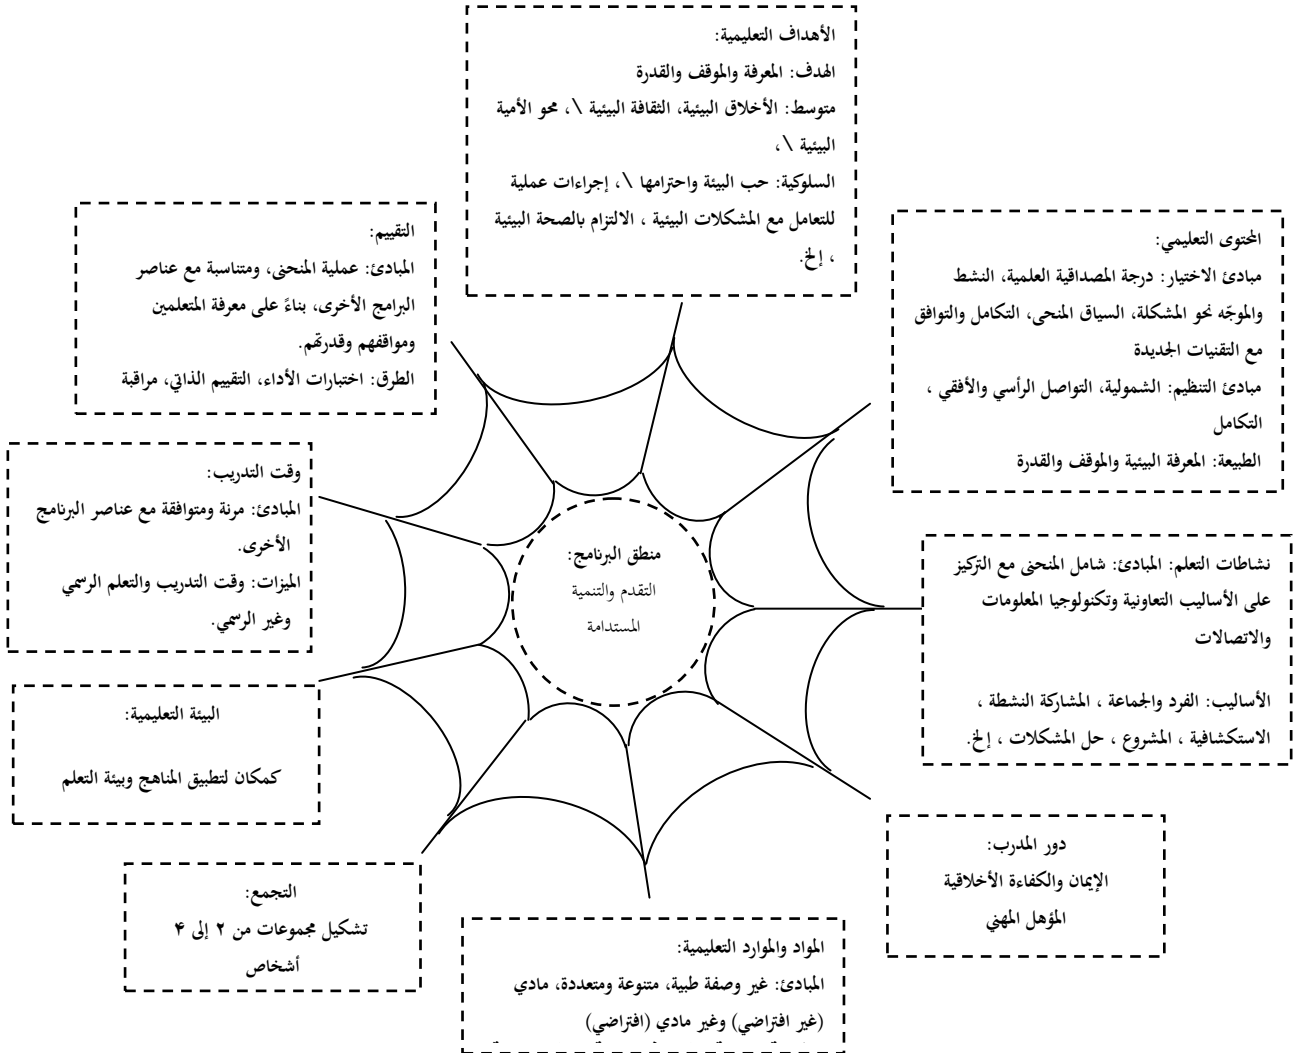 الأهداف التعليمية:
الهدف: المعرفة والموقف والقدرة
متوسط: الأخلاق البيئية، الثقافة البيئية \، محو الأمية
البيئية \،
السلوكية: حب البيئة واحترامها \، إجراءات عملية
للتعامل مع المشكلات البيئية ، الالتزام بالصحة البيئية
، إلخ.
المحتوى التعليمي:
مبادئ الاختيار: درجة المصداقية العلمية، النشط
والموجّه نحو المشكلة، السياق المنحى، التكامل والتوافق
مع التقنيات الجديدة
مبادئ التنظيم: الشمولية، التواصل الرأسي والأفقي ،
التكامل
الطبيعة: المعرفة البيئية والموقف والقدرة
نشاطات التعلم: المبادئ: شامل المنحنى مع التركيز
على الأساليب التعاونية وتكنولوجيا المعلومات
والاتصالات
الأساليب: الفرد والجماعة ، المشاركة النشطة ،
الاستكشافية ، المشروع ، حل المشكلات ، إلخ.
دور المدرب:
الإيمان والكفاءة الأخلاقية
المؤهل المهني
المواد والموارد التعليمية:
المبادئ: غير وصفة طبية، متنوعة ومتعددة، مادي
(غير افتراضي) وغير مادي (افتراضي)
التجمع:
تشكيل مجموعات من ۲ إلى ۴
أشخاص
البيئة التعليمية:
كمكان لتطبيق المناهج وبيئة التعلم
وقت التدريب:
المبادئ: مرنة ومتوافقة مع عناصر البرنامج
الأخرى.
الميزات: وقت التدريب والتعلم الرسمي
وغير الرسمي.
التقييم:
المبادئ: عملية المنحنى، ومتناسبة مع عناصر
البرامج الأخرى، بناءً على معرفة المتعلمين
ومواقفهم وقدرتهم.
الطرق: اختبارات الأداء، التقييم الذاتي، مراقبة
منطق البرنامج:
التقدم والتنمية
المستدامة